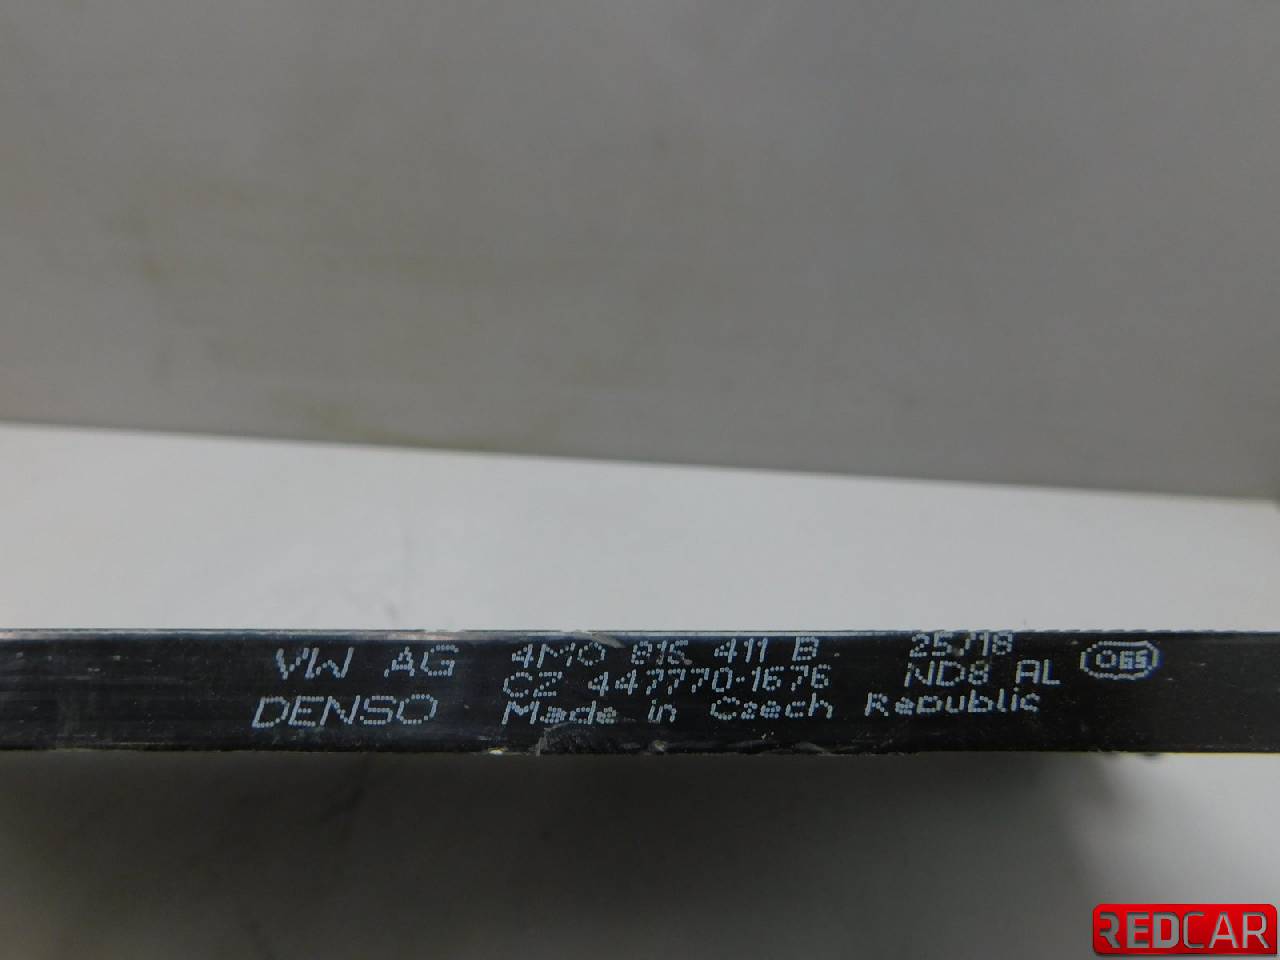 VW AG 4M0 816 411 B 25/18
CZ 447770-1676 ND8 AL
DENSO Made in Czech Republic
REDCAR